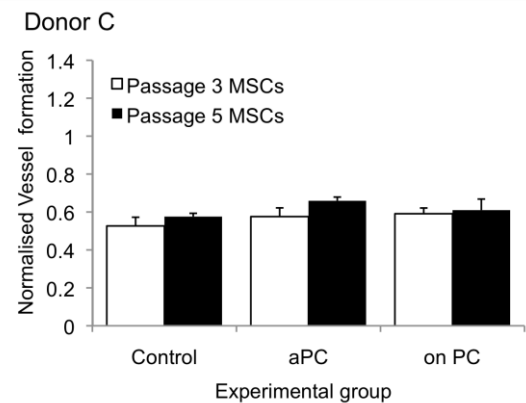 Donor C
Normalised Vessel formation
1.4
1.2
1
0.8
0.6
0.4
0.2
0
Passage 3 MSCs
Passage 5 MSCs
Control
aPC
on PC
Experimental group